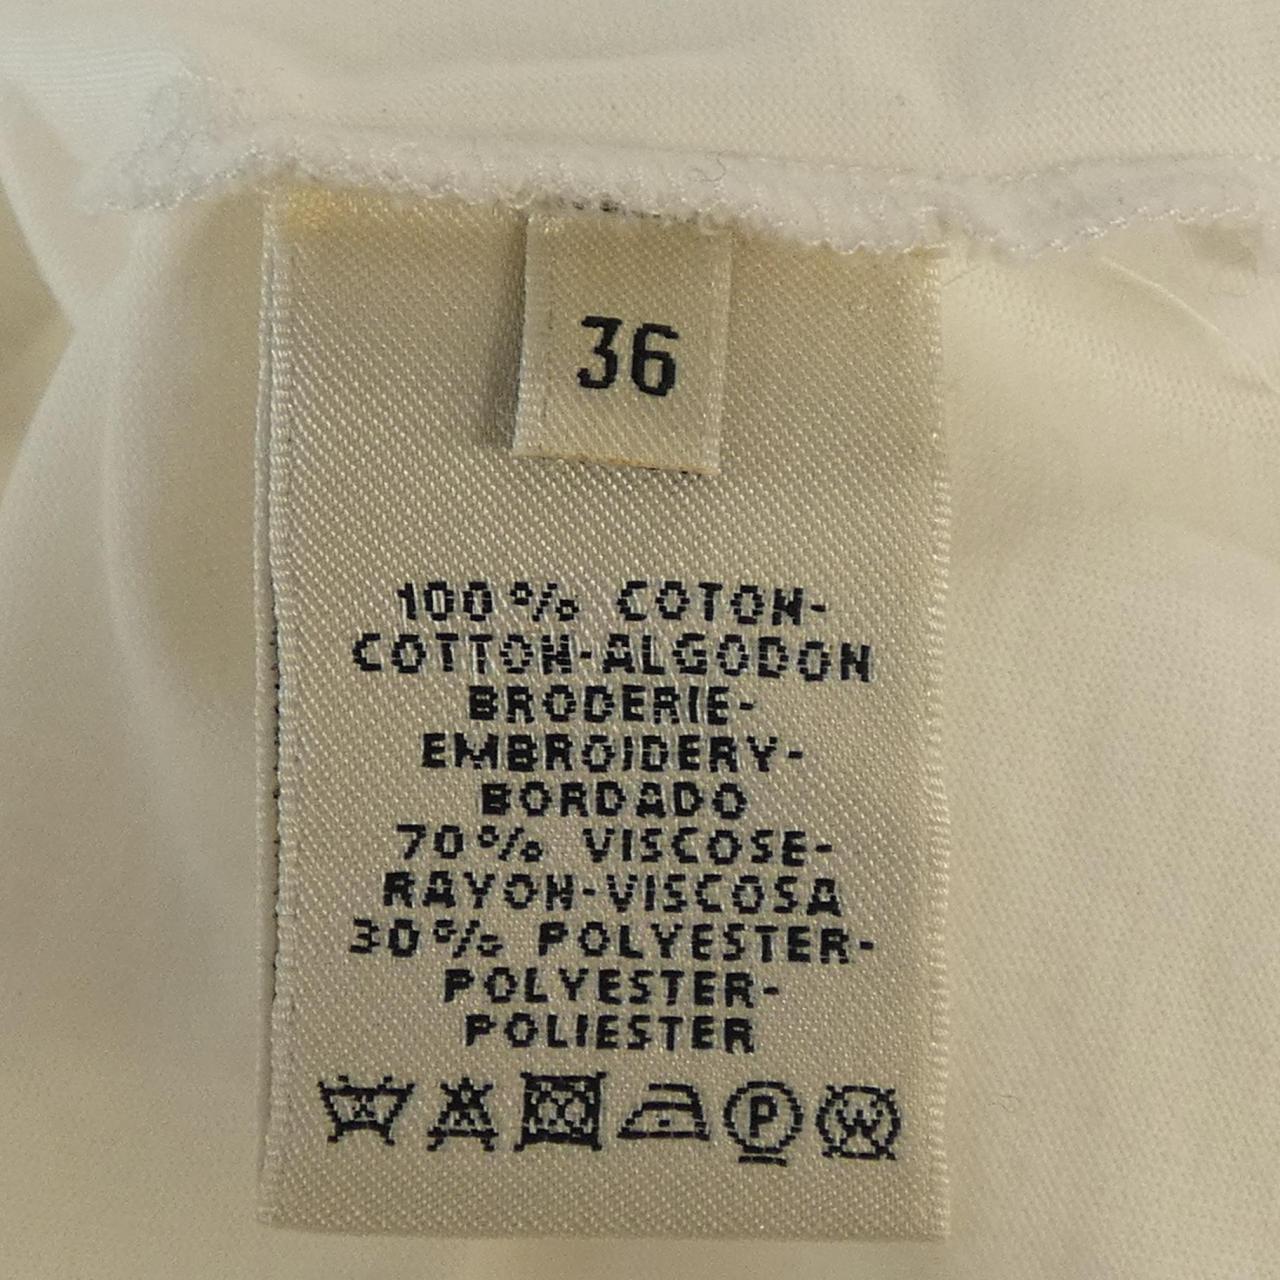 36
100% COTON-
COTTON-ALGODON
BRODERIE-
EMBROIDERY-
BORDADO
70% VISCOSE-
RAYON-VISCOSA
30% POLYESTER-
POLYESTER-
POLIESTER
P W